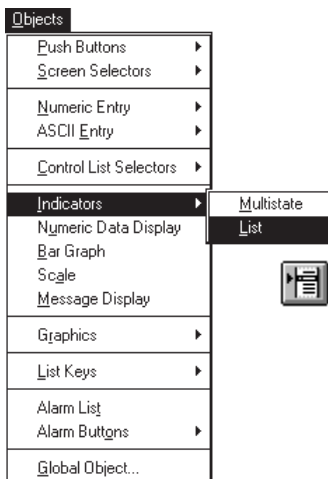 Objects
Push Buttons
Screen Selectors
Numeric Entry
ASCII Entry
Control List Selectors
Indicators
Numeric Data Display
Bar Graph
Scale
Message Display
Graphics
List Keys
Alarm List
Alarm Buttons
Global Object...
Multistate
List